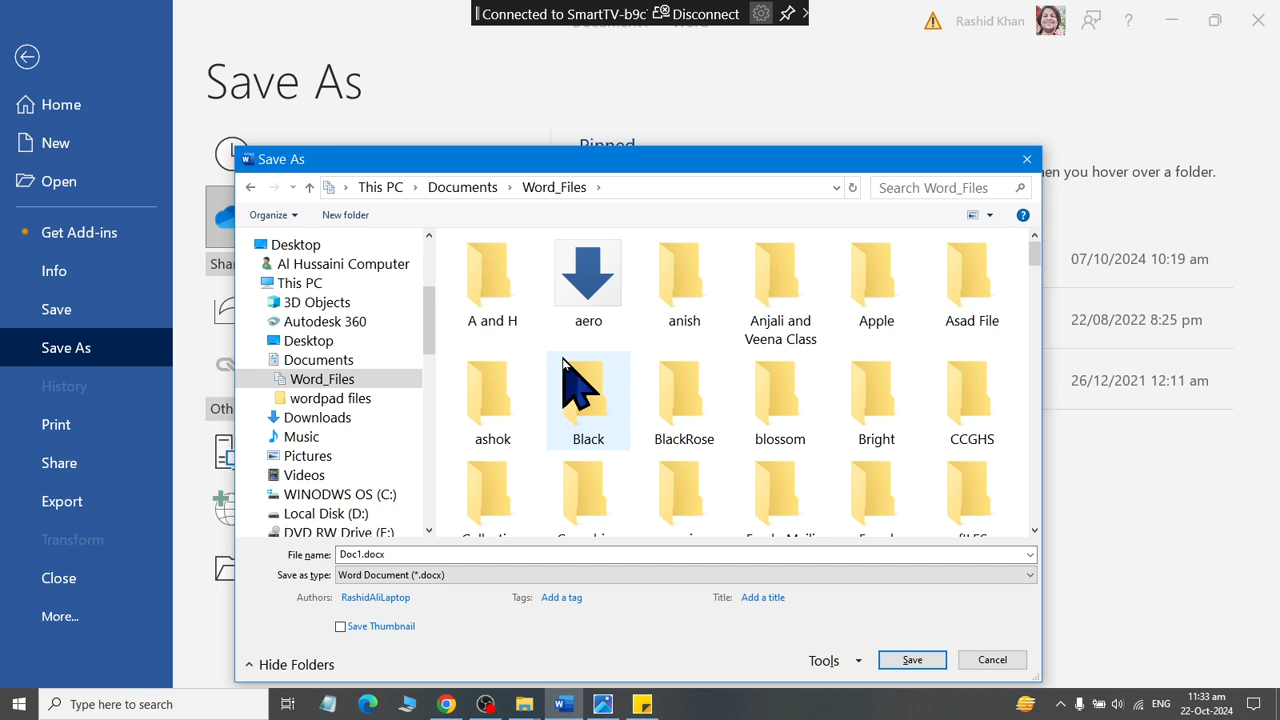 Connected to SmartTV-b9c Disconnect
Rashid Khan ?
Save As
Home
New
Open
Get Add-ins
Info
Save
Save As
History
Print
Share
Export
Transform
Close
More...
Pinned
en you hover over a folder.
07/10/2024 10:19 am
22/08/2022 8:25 pm
26/12/2021 12:11 am
Shar
Oth
Save As
This PC > Documents > Word_Files >
Search Word_Files
Organize New folder
Desktop
Al Hussaini Computer
This PC
3D Objects
Autodesk 360
Desktop
Documents
Word_Files
wordpad files
Downloads
Music
Pictures
Videos
WINODWS OS (C:)
Local Disk (D:)
DVD RW Drive (F:)
A and H aero anish Anjali and Veena Class Apple Asad File
ashok Black BlackRose blossom Bright CCGHS
File name: Doc1.docx
Save as type: Word Document (*.docx)
Authors: RashidAliLaptop Tags: Add a tag Title: Add a title
Save Thumbnail
Hide Folders Tools Save Cancel
Type here to search
ENG
11:33 am
22-Oct-2024